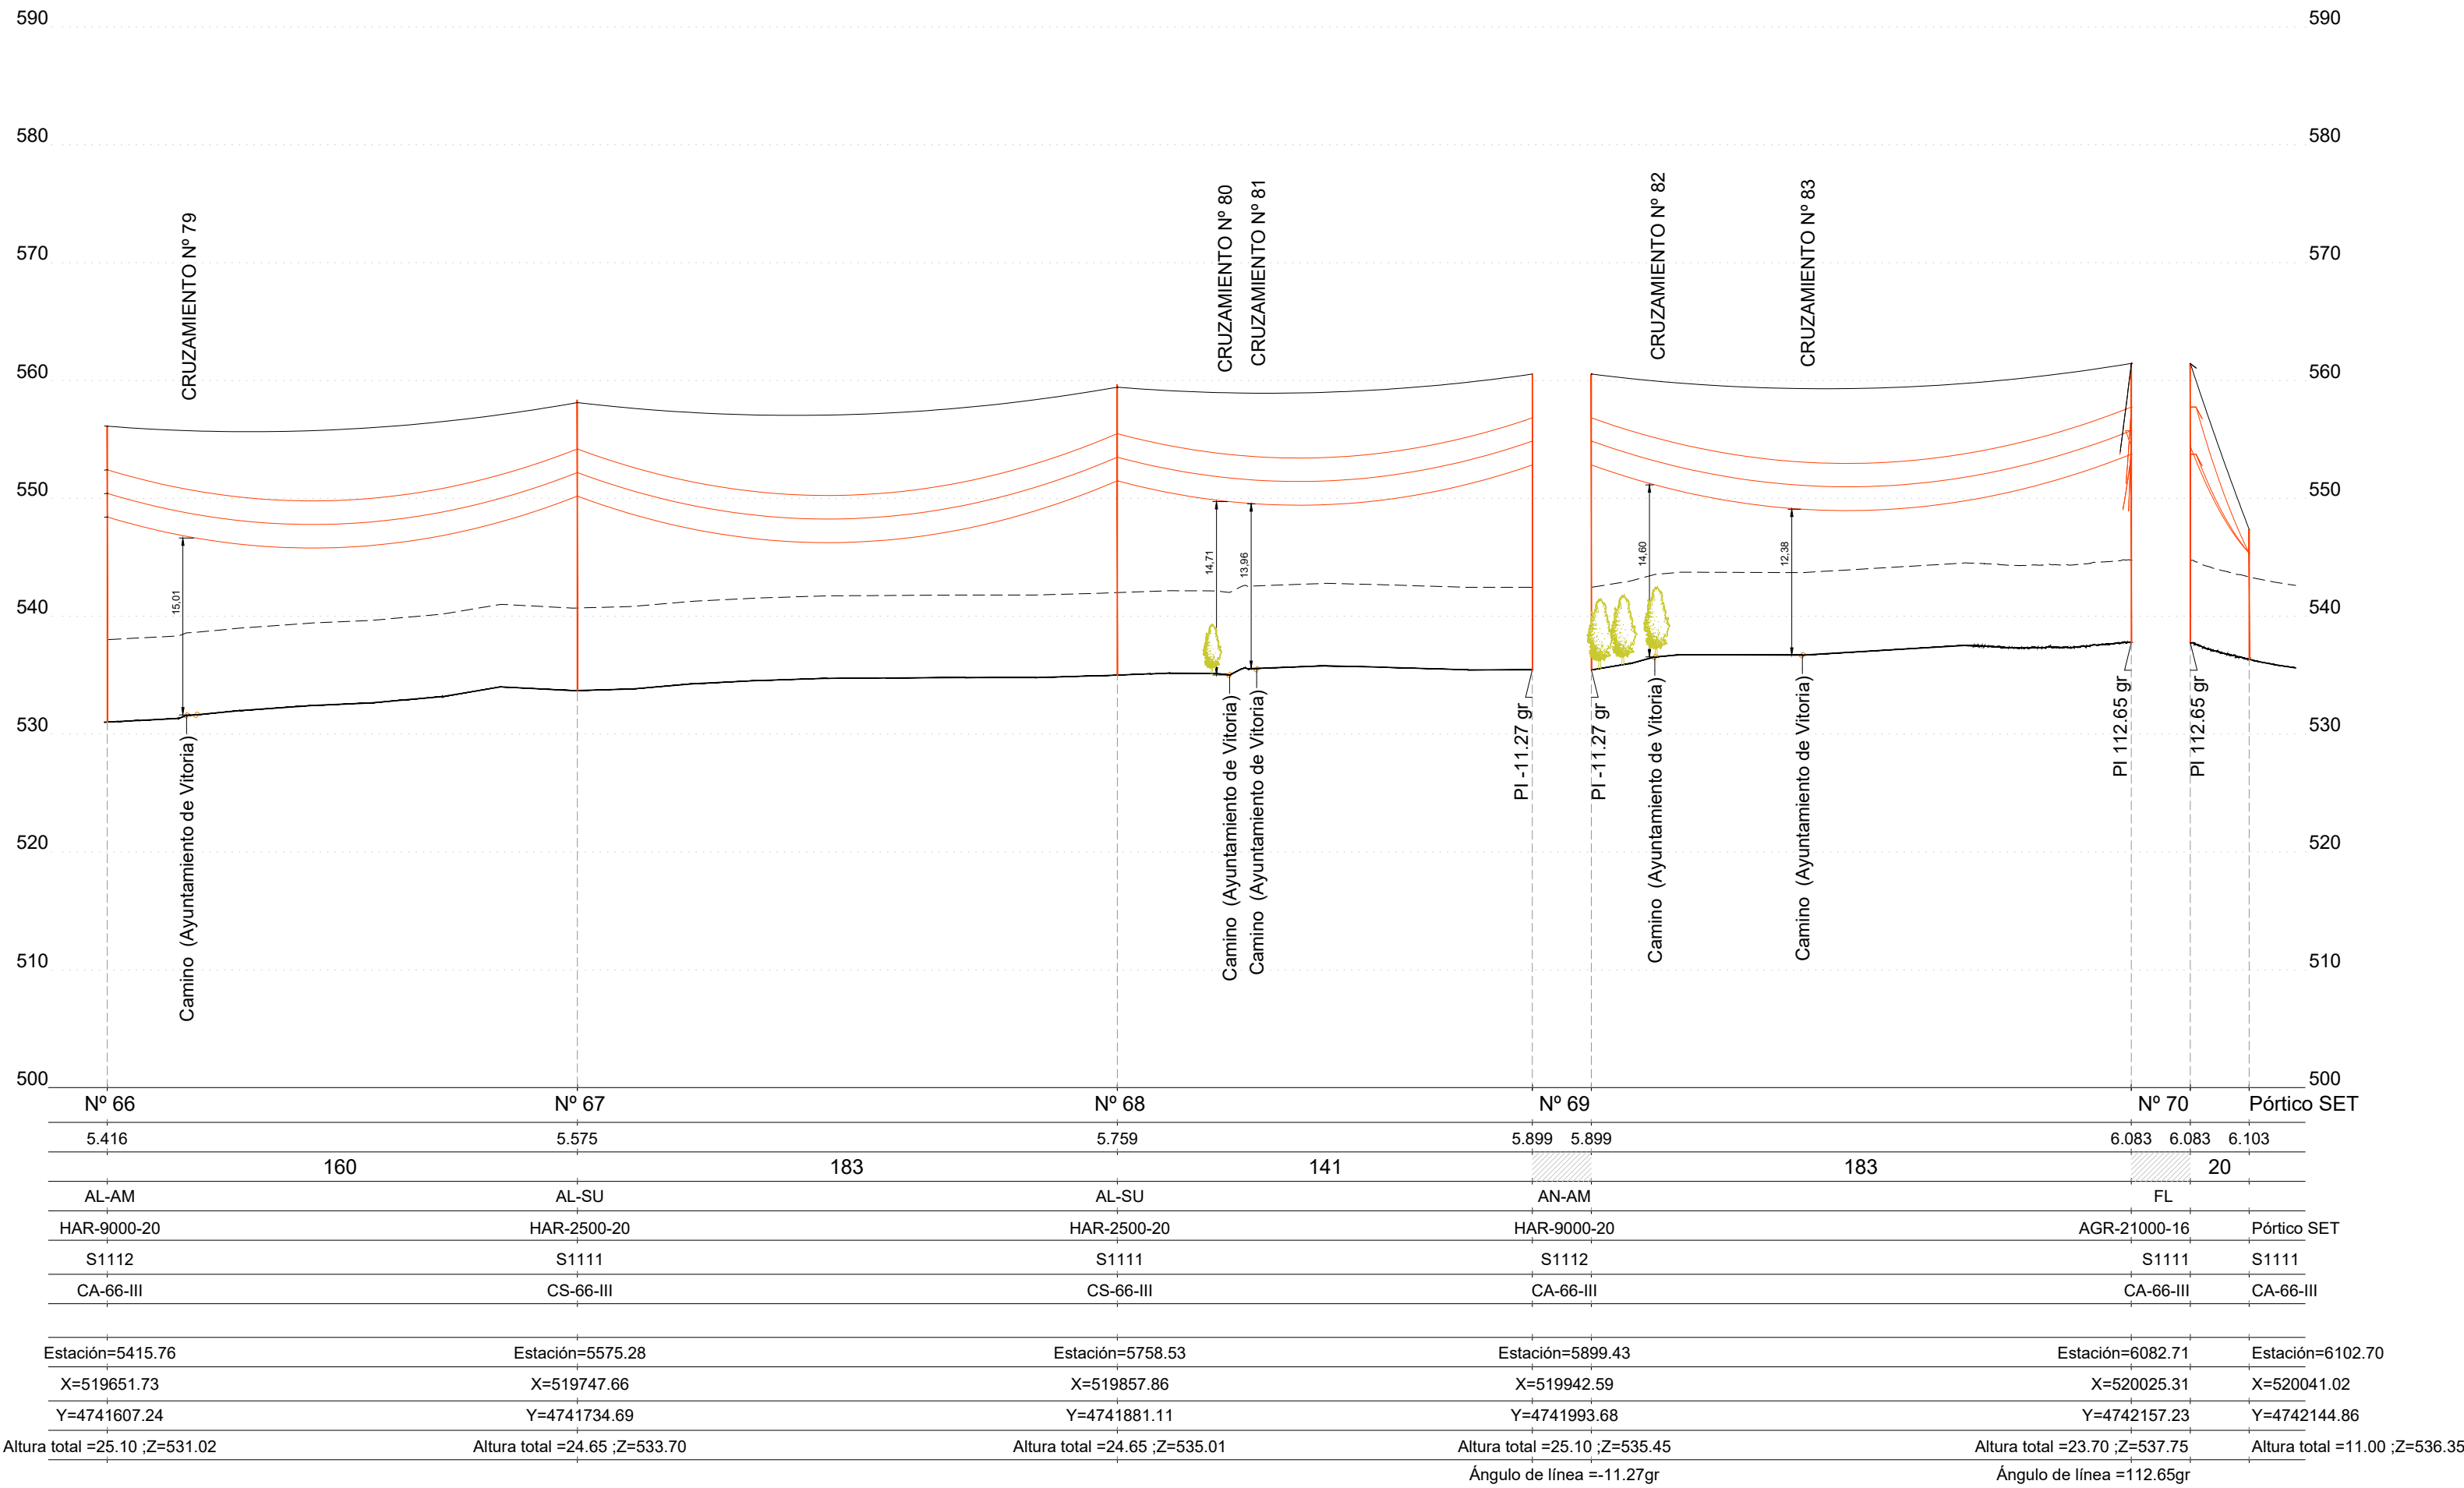 590 590
580 580
570 570
560 560
550 550
540 540
530 530
520 520
510 510
500 500
CRUZAMIENTO Nº 79
CRUZAMIENTO Nº 80
CRUZAMIENTO Nº 81
CRUZAMIENTO Nº 82
CRUZAMIENTO Nº 83
15,01
14,71
13,96
14,60
12,38
Camino (Ayuntamiento de Vitoria)
Camino (Ayuntamiento de Vitoria)
Camino (Ayuntamiento de Vitoria)
PI -11.27 gr
PI -11.27 gr
Camino (Ayuntamiento de Vitoria)
Camino (Ayuntamiento de Vitoria)
PI 112.65 gr
PI 112.65 gr
Nº 66 Nº 67 Nº 68 Nº 69 Nº 70 Pórtico SET
5.416 5.575 5.759 5.899 5.899 6.083 6.083 6.103
160 183 141 183 20
AL-AM AL-SU AL-SU AN-AM FL
HAR-9000-20 HAR-2500-20 HAR-2500-20 HAR-9000-20 AGR-21000-16 Pórtico SET
S1112 S1111 S1111 S1112 S1111 S1111
CA-66-III CS-66-III CS-66-III CA-66-III CA-66-III CA-66-III
Estación=5415.76 Estación=5575.28 Estación=5758.53 Estación=5899.43 Estación=6082.71 Estación=6102.70
X=519651.73 X=519747.66 X=519857.86 X=519942.59 X=520025.31 X=520041.02
Y=4741607.24 Y=4741734.69 Y=4741881.11 Y=4741993.68 Y=4742157.23 Y=4742144.86
Altura total =25.10 ;Z=531.02 Altura total =24.65 ;Z=533.70 Altura total =24.65 ;Z=535.01 Altura total =25.10 ;Z=535.45 Altura total =23.70 ;Z=537.75 Altura total =11.00 ;Z=536.35
Ángulo de línea =-11.27gr Ángulo de línea =112.65gr